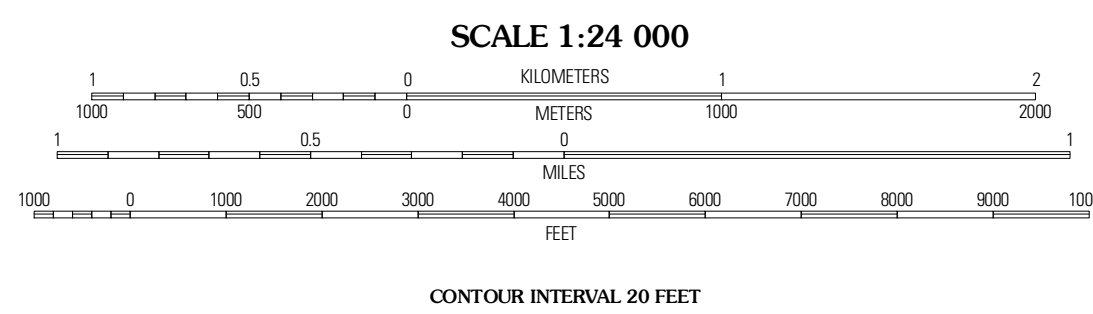 SCALE 1:24 000
1 0.5 0 KILOMETERS 1 2
1000 500 0 METERS 1000 2000
1 0.5 0 1
MILES
1000 0 1000 2000 3000 4000 5000 6000 7000 8000 9000 100
FEET
CONTOUR INTERVAL 20 FEET